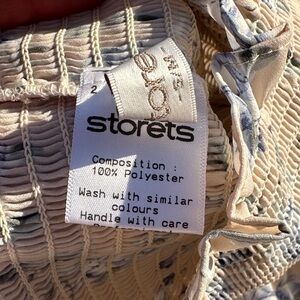 M/S
2
storets
Composition :
100% Polyester
Wash with similar
colours
Handle with care